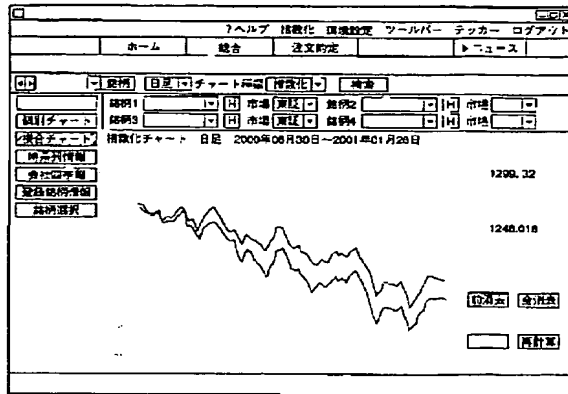 ?ヘルプ 指数化 環境設定 ツールバー テッカー ログアウト
ホーム 総合 注文約定 ▶ニュース
銘柄 日足 チャート 指数化 検索
銘柄1 H 市場 東証 銘柄2 H 市場
個別チャート 銘柄3 H 市場 東証 銘柄4 H 市場
複合チャート 指数化チャート 日足 2000年06月30日～2001年01月26日
時系列情報
会社四季報 1299.32
登録銘柄情報
銘柄選択 1248.018
前消去 全消去
再計算